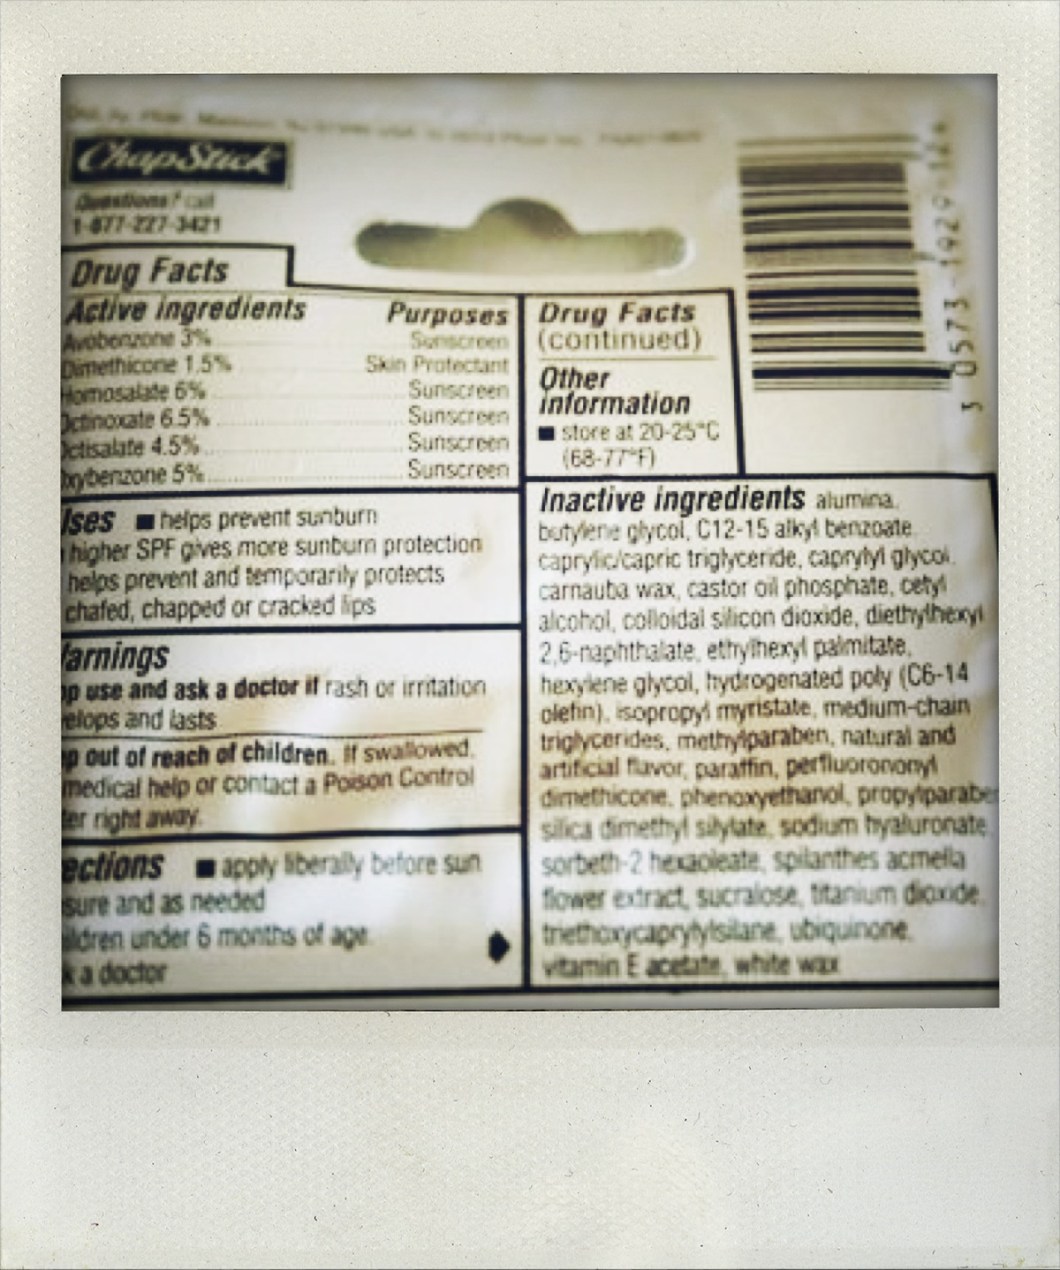 ChapStick
Questions? call
1-877-227-3421
Drug Facts
Active ingredients Purposes
Avobenzone 3% Sunscreen
Dimethicone 1.5% Skin Protectant
Homosalate 6% Sunscreen
Octinoxate 6.5% Sunscreen
Octisalate 4.5% Sunscreen
Oxybenzone 5% Sunscreen
Uses ■ helps prevent sunburn
higher SPF gives more sunburn protection
helps prevent and temporarily protects
chafed, chapped or cracked lips
arnings
op use and ask a doctor if rash or irritation
elops and lasts
ep out of reach of children. If swallowed,
medical help or contact a Poison Control
ter right away.
ections ■ apply liberally before sun
sure and as needed
ildren under 6 months of age
k a doctor
Drug Facts
(continued)
Other
information
■ store at 20-25°C
(68-77°F)
Inactive ingredients alumina,
butylene glycol, C12-15 alkyl benzoate,
caprylic/capric triglyceride, caprylyl glycol,
carnauba wax, castor oil phosphate, cetyl
alcohol, colloidal silicon dioxide, diethylhexyl
2,6-naphthalate, ethylhexyl palmitate,
hexylene glycol, hydrogenated poly (C6-14
olefin), isopropyl myristate, medium-chain
triglycerides, methylparaben, natural and
artificial flavor, paraffin, perfluorononyl
dimethicone, phenoxyethanol, propylparabe
silica dimethyl silylate, sodium hyaluronate,
sorbeth-2 hexaoleate, spilanthes acmella
flower extract, sucralose, titanium dioxide,
triethoxycaprylylsilane, ubiquinone,
vitamin E acetate, white wax
3 0573-1929-12